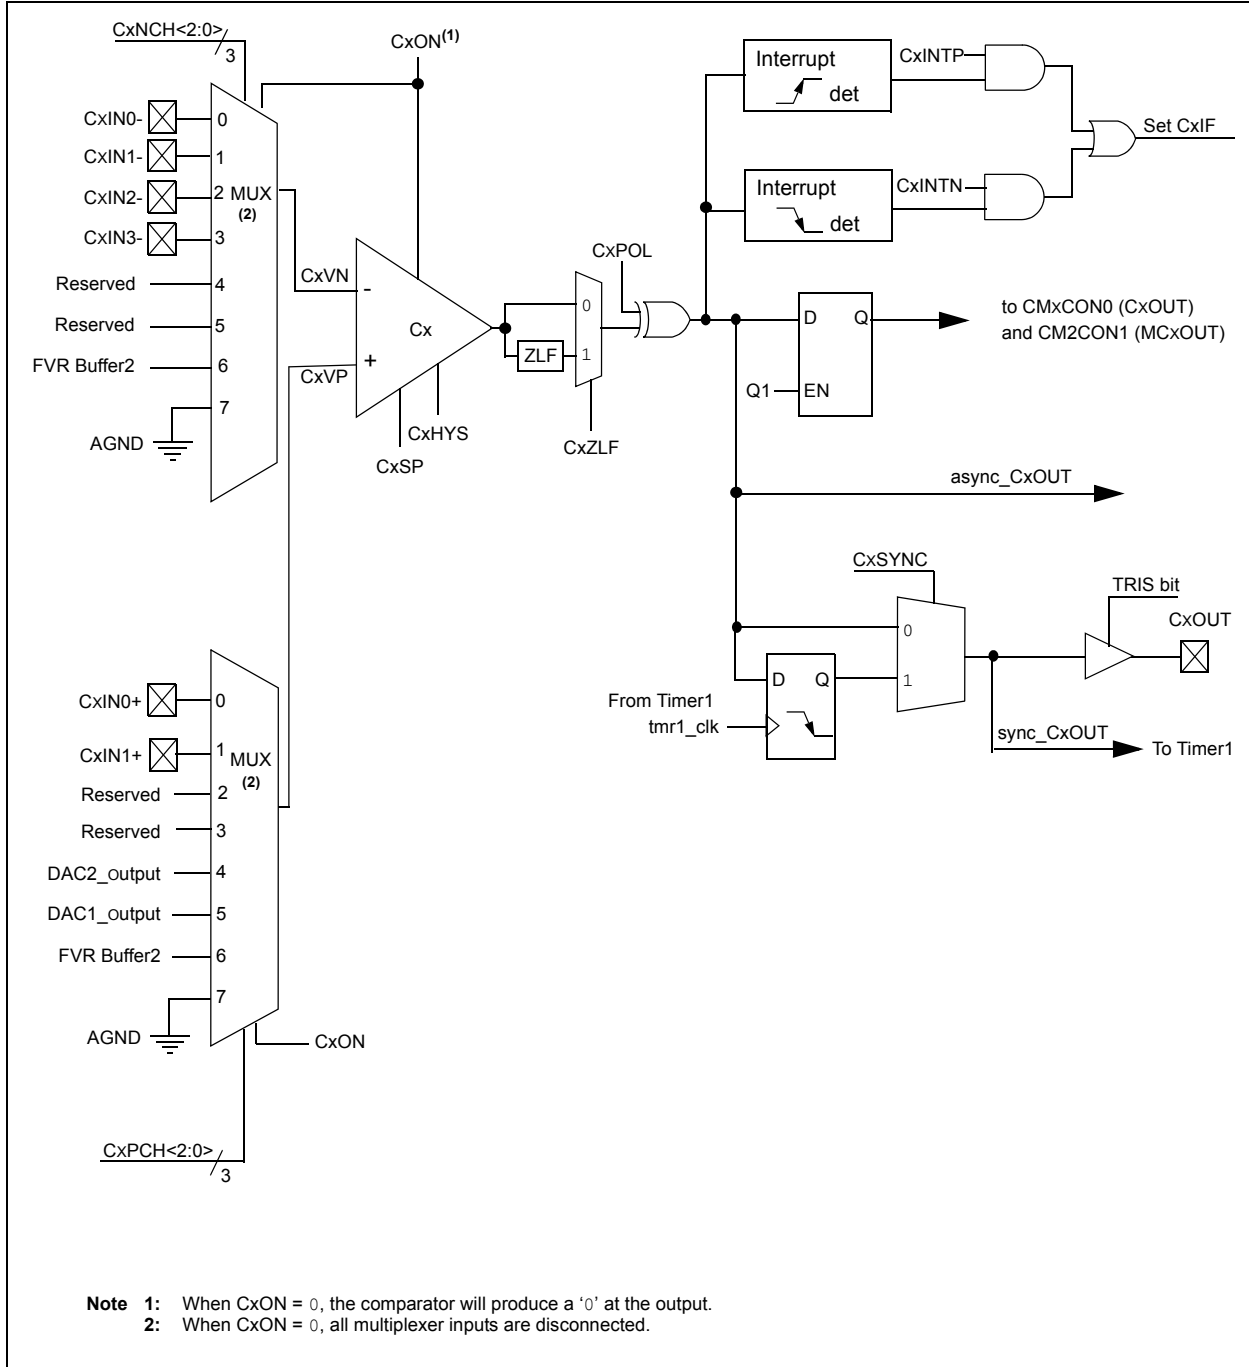 CxNCH<2:0>
3
CxON(1)
CxIN0-
0
CxIN1-
1
CxIN2-
2
MUX
(2)
CxIN3-
3
Reserved
4
Reserved
5
FVR Buffer2
6
7
AGND
CxVN
-
Cx
+
CxVP
CxHYS
CxSP
ZLF
0
1
CxZLF
CxPOL
Interrupt
det
CxINTP
Interrupt
det
CxINTN
Set CxIF
D
Q
Q1
EN
to CMxCON0 (CxOUT)
and CM2CON1 (MCxOUT)
async_CxOUT
CxSYNC
0
1
D
Q
From Timer1
tmr1_clk
TRIS bit
CxOUT
sync_CxOUT
To Timer1
CxIN0+
0
CxIN1+
1
MUX
(2)
Reserved
2
Reserved
3
DAC2_output
4
DAC1_output
5
FVR Buffer2
6
7
AGND
CxON
CxPCH<2:0>
3
Note 1: When CxON = 0, the comparator will produce a ‘0’ at the output.
2: When CxON = 0, all multiplexer inputs are disconnected.